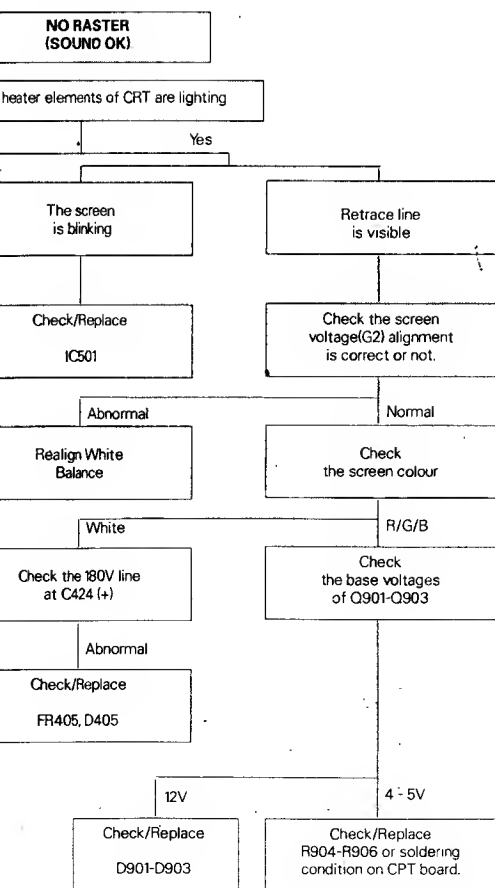 NO RASTER
(SOUND OK)
heater elements of CRT are lighting
Yes
The screen
is blinking
Retrace line
is visible
Check/Replace
IC501
Check the screen
voltage(G2) alignment
is correct or not.
Abnormal
Normal
Realign White
Balance
Check
the screen colour
White
R/G/B
Check the 180V line
at C424 (+)
Check
the base voltages
of Q901-Q903
Abnormal
Check/Replace
FR405, D405
12V
4-5V
Check/Replace
D901-D903
Check/Replace
R904-R906 or soldering
condition on CPT board.